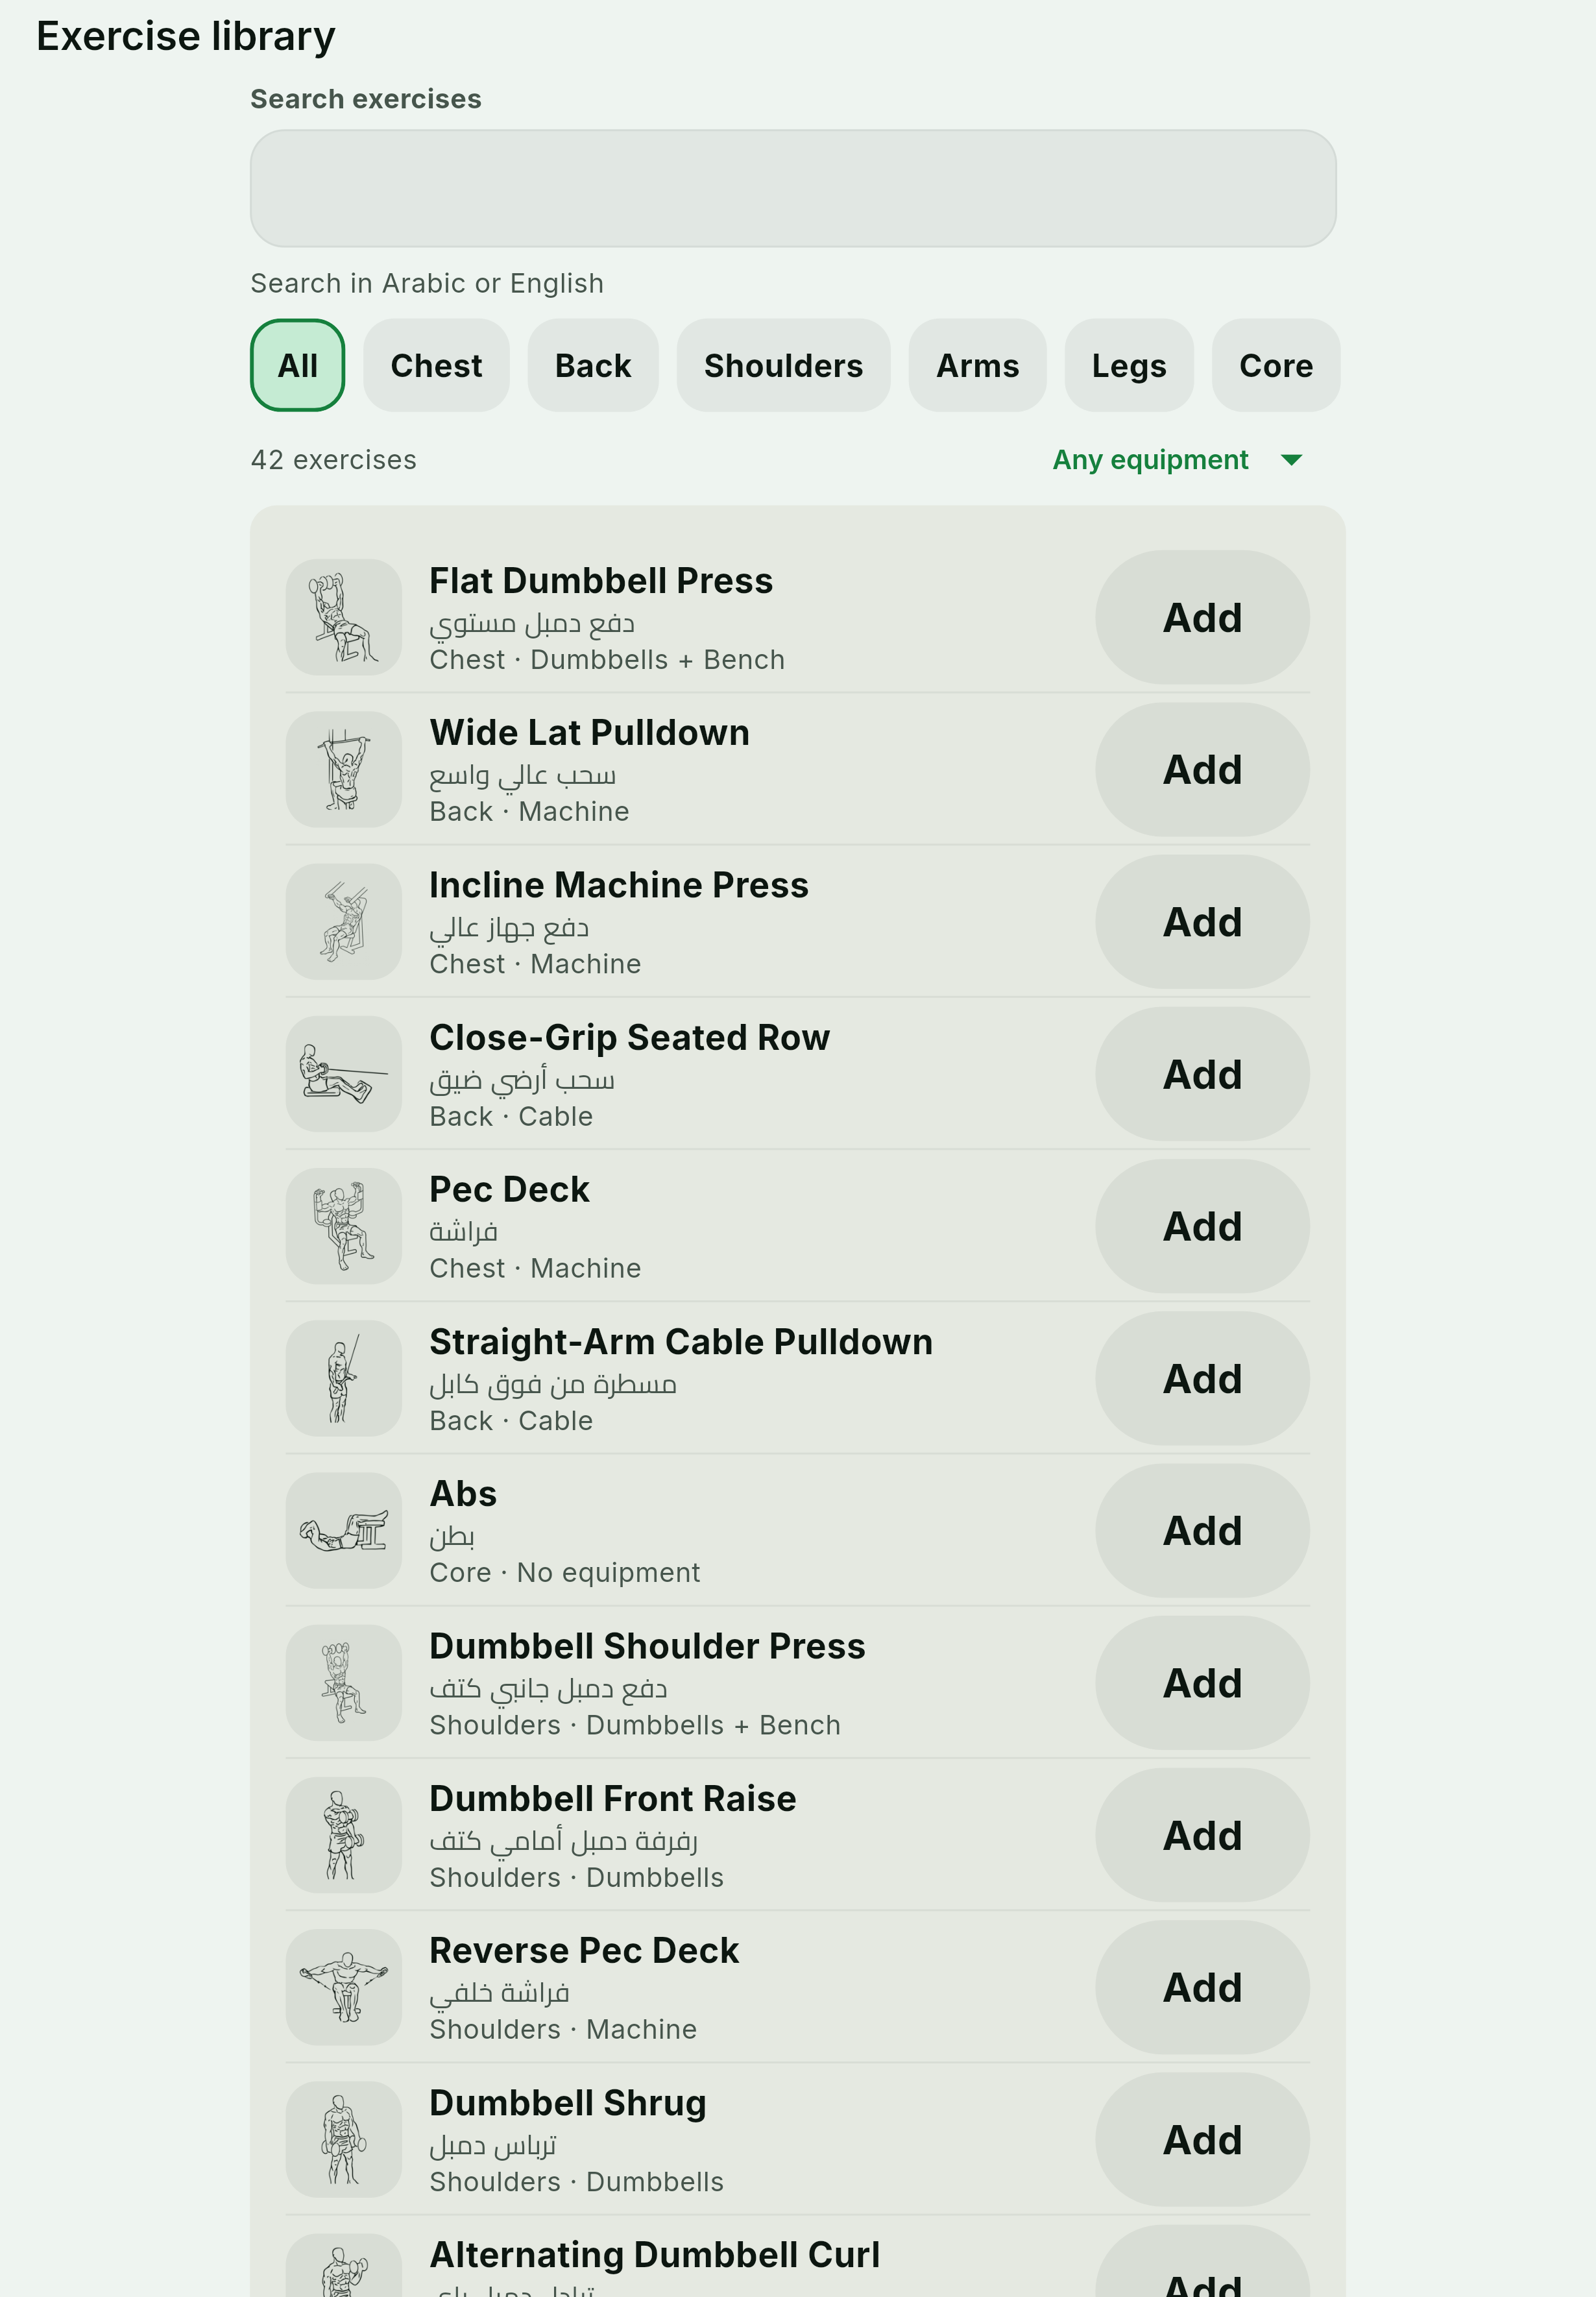 Exercise library
Search exercises
Search in Arabic or English
All Chest Back Shoulders Arms Legs Core
42 exercises Any equipment
Flat Dumbbell Press
دفع دمبل مستوي
Chest · Dumbbells + Bench
Add
Wide Lat Pulldown
سحب عالي واسع
Back · Machine
Add
Incline Machine Press
دفع جهاز عالي
Chest · Machine
Add
Close-Grip Seated Row
سحب أرضي ضيق
Back · Cable
Add
Pec Deck
فراشة
Chest · Machine
Add
Straight-Arm Cable Pulldown
مسطرة من فوق كابل
Back · Cable
Add
Abs
بطن
Core · No equipment
Add
Dumbbell Shoulder Press
دفع دمبل جانبي كتف
Shoulders · Dumbbells + Bench
Add
Dumbbell Front Raise
رفرفة دمبل أمامي كتف
Shoulders · Dumbbells
Add
Reverse Pec Deck
فراشة خلفي
Shoulders · Machine
Add
Dumbbell Shrug
ترباس دمبل
Shoulders · Dumbbells
Add
Alternating Dumbbell Curl
Add